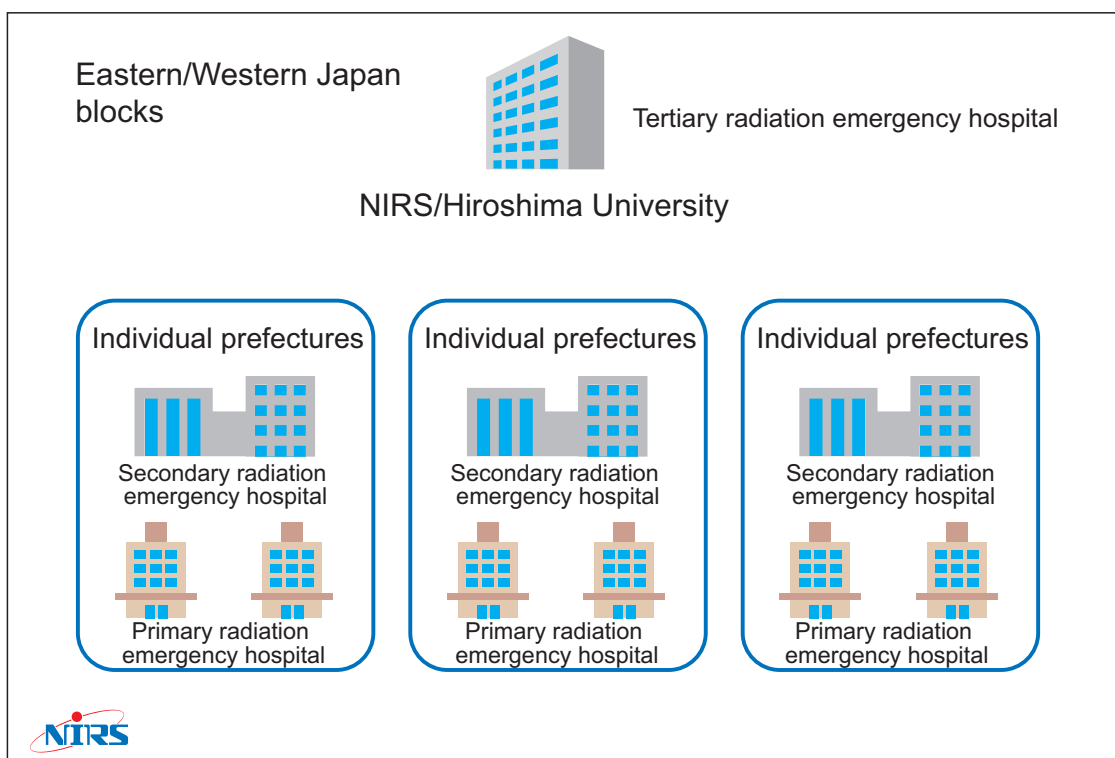 Eastern/Western Japan
blocks
Tertiary radiation emergency hospital
NIRS/Hiroshima University
Individual prefectures
Secondary radiation
emergency hospital
Primary radiation
emergency hospital
Individual prefectures
Secondary radiation
emergency hospital
Primary radiation
emergency hospital
Individual prefectures
Secondary radiation
emergency hospital
Primary radiation
emergency hospital
NIRS